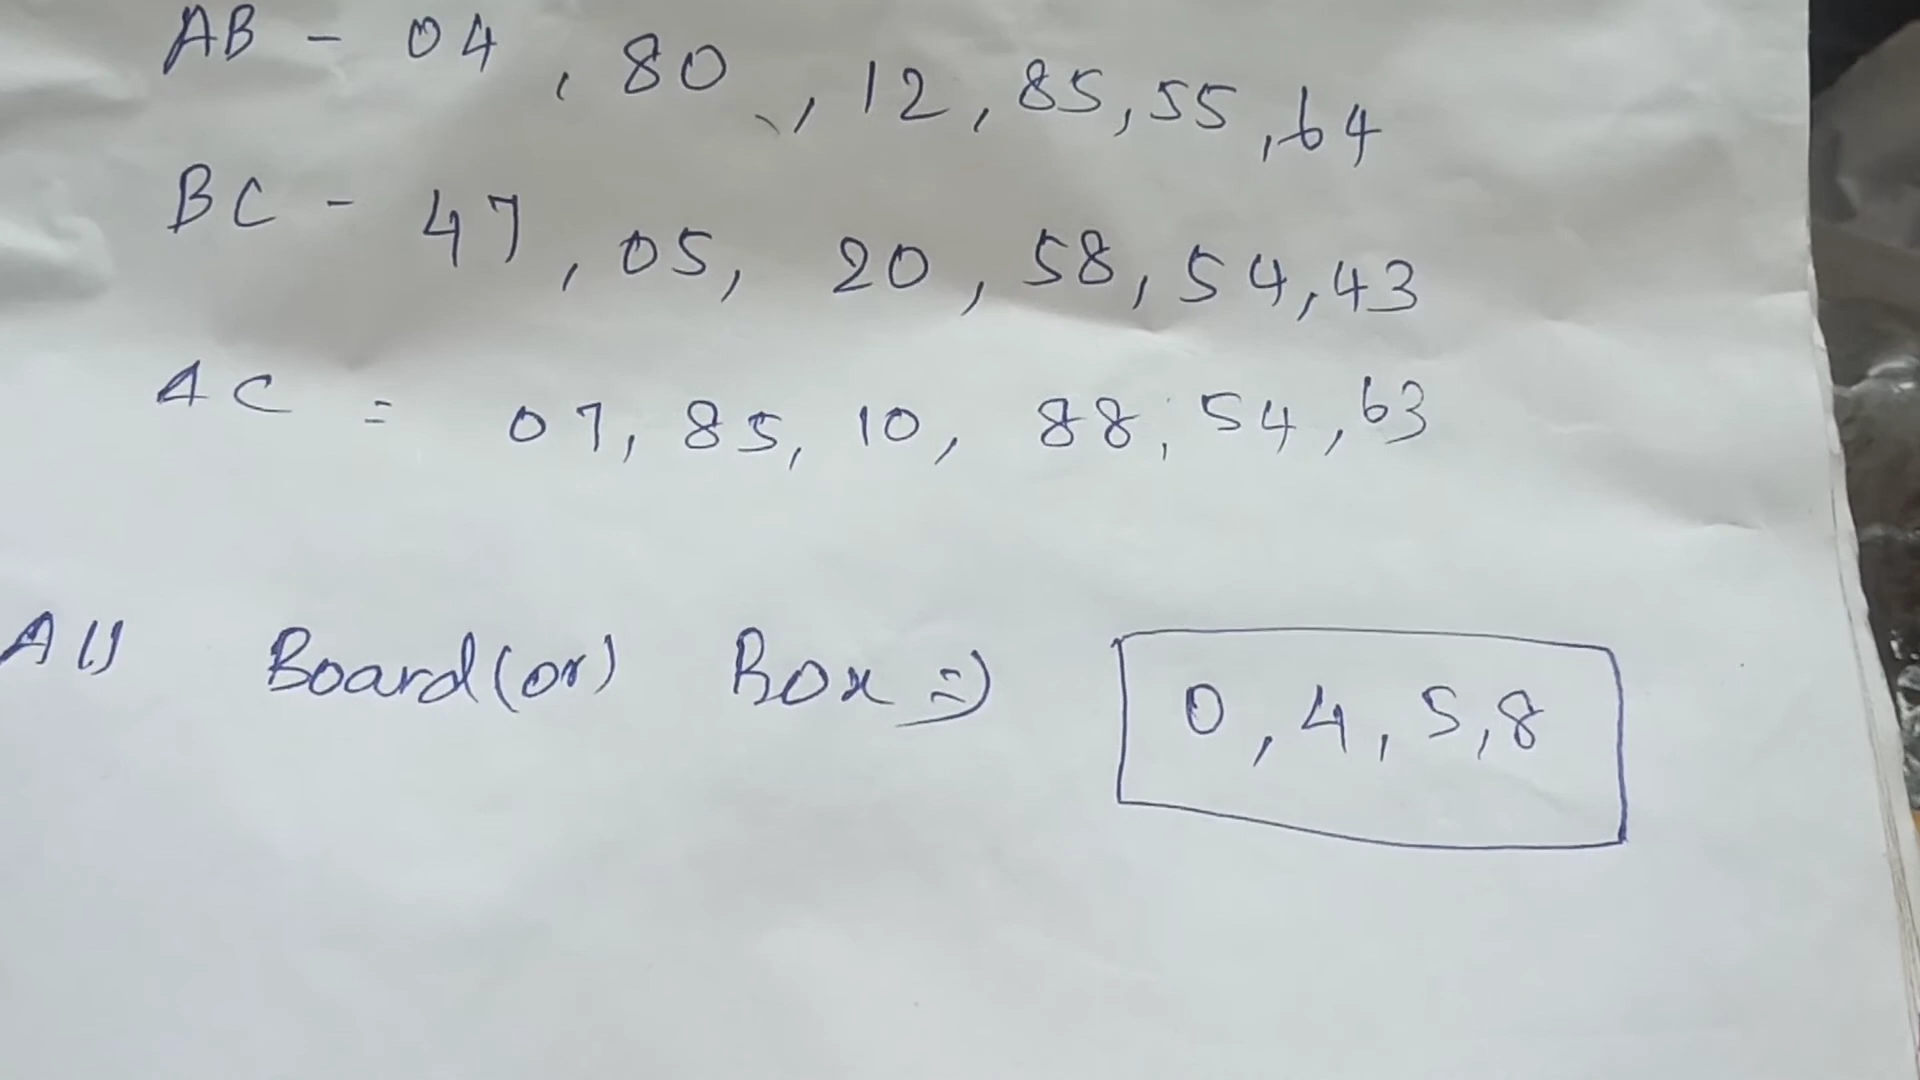 AB - 04, 80, 12, 85, 55, 64
BC - 47, 05, 20, 58, 54, 43
AC = 07, 85, 10, 88, 54, 63
All Board (or) Box => 0, 4, 5, 8